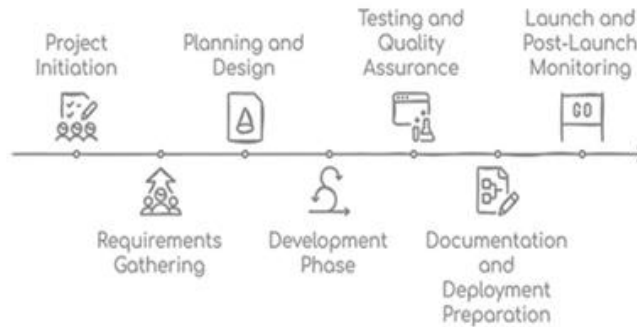 Project
Initiation
Requirements
Gathering
Planning and
Design
Development
Phase
Testing and
Quality
Assurance
Documentation
and
Deployment
Preparation
Launch and
Post-Launch
Monitoring
GO